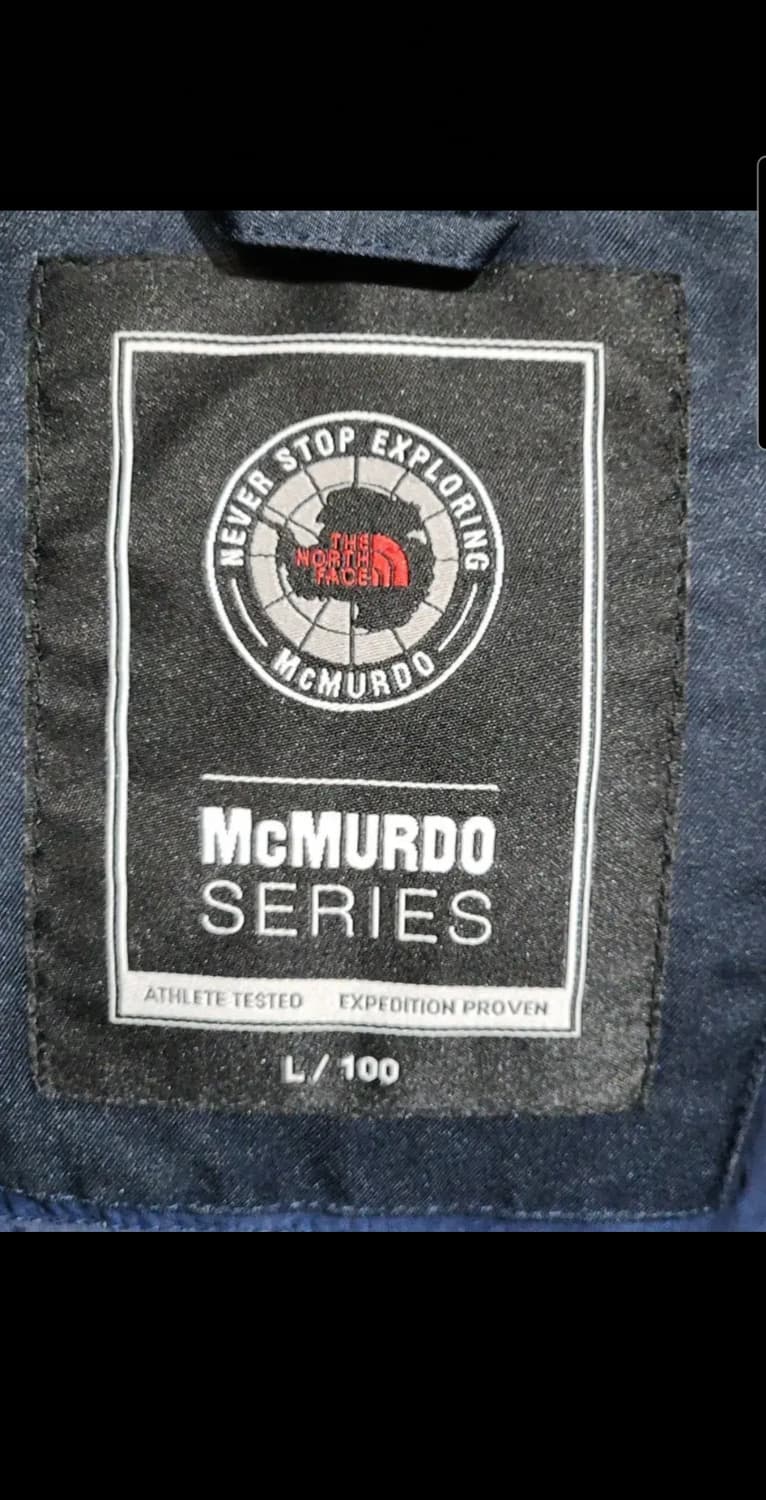 NEVER STOP EXPLORING
THE
NORTH
FACE
McMURDO
McMURDO
SERIES
ATHLETE TESTED EXPEDITION PROVEN
L / 100